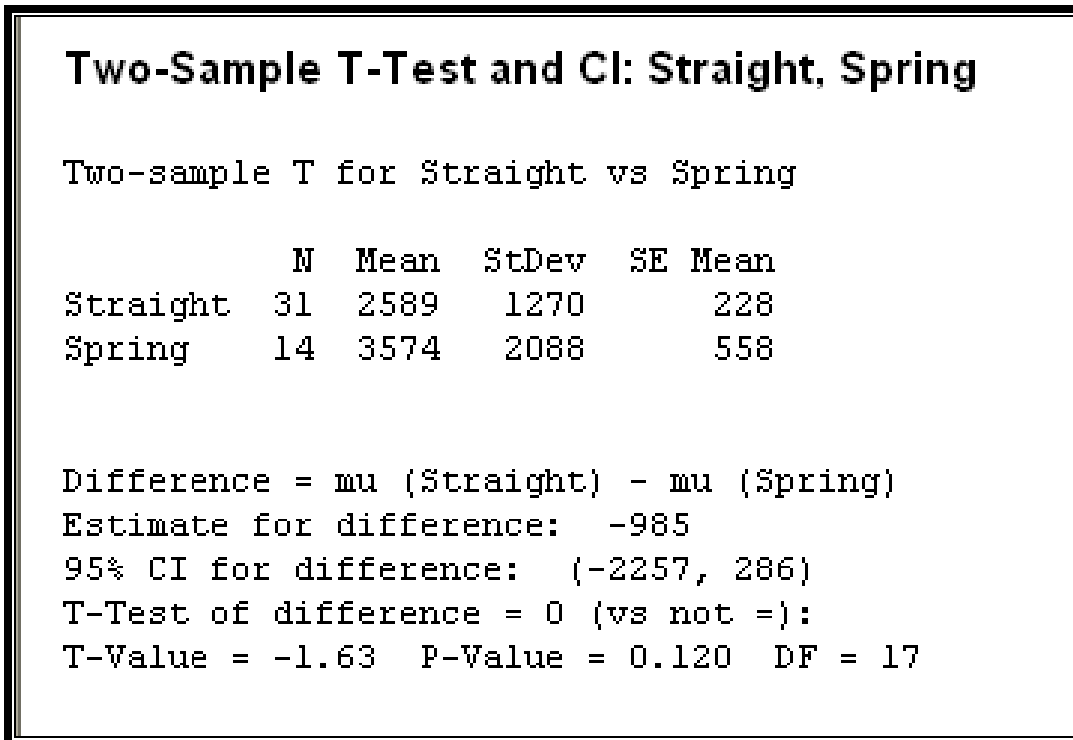 Two-Sample T-Test and CI: Straight, Spring
Two-sample T for Straight vs Spring
N Mean StDev SE Mean
Straight 31 2589 1270 228
Spring 14 3574 2088 558
Difference = mu (Straight) - mu (Spring)
Estimate for difference: -985
95% CI for difference: (-2257, 286)
T-Test of difference = 0 (vs not =):
T-Value = -1.63 P-Value = 0.120 DF = 17